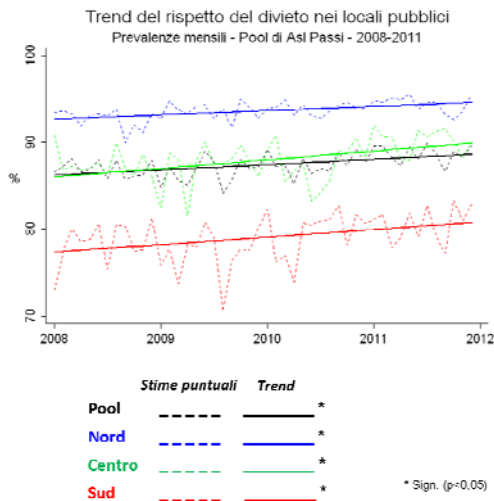 Trend del rispetto del divieto nei locali pubblici
Prevalenze mensili - Pool di Asl Passi - 2008-2011
100
90
%
80
70
2008 2009 2010 2011 2012
Stime puntuali Trend
Pool *
Nord *
Centro *
Sud *
* Sign. (p<0,05)